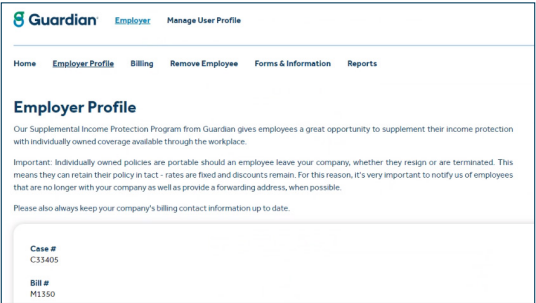 Guardian Employer Manage User Profile
Home Employer Profile Billing Remove Employee Forms & Information Reports
Employer Profile
Our Supplemental Income Protection Program from Guardian gives employees a great opportunity to supplement their income protection
with individually owned coverage available through the workplace.
Important: Individually owned policies are portable should an employee leave your company, whether they resign or are terminated. This
means they can retain their policy in tact - rates are fixed and discounts remain. For this reason, it's very important to notify us of employees
that are no longer with your company as well as provide a forwarding address, when possible.
Please also always keep your company's billing contact information up to date.
Case #
C33405
Bill #
M1350